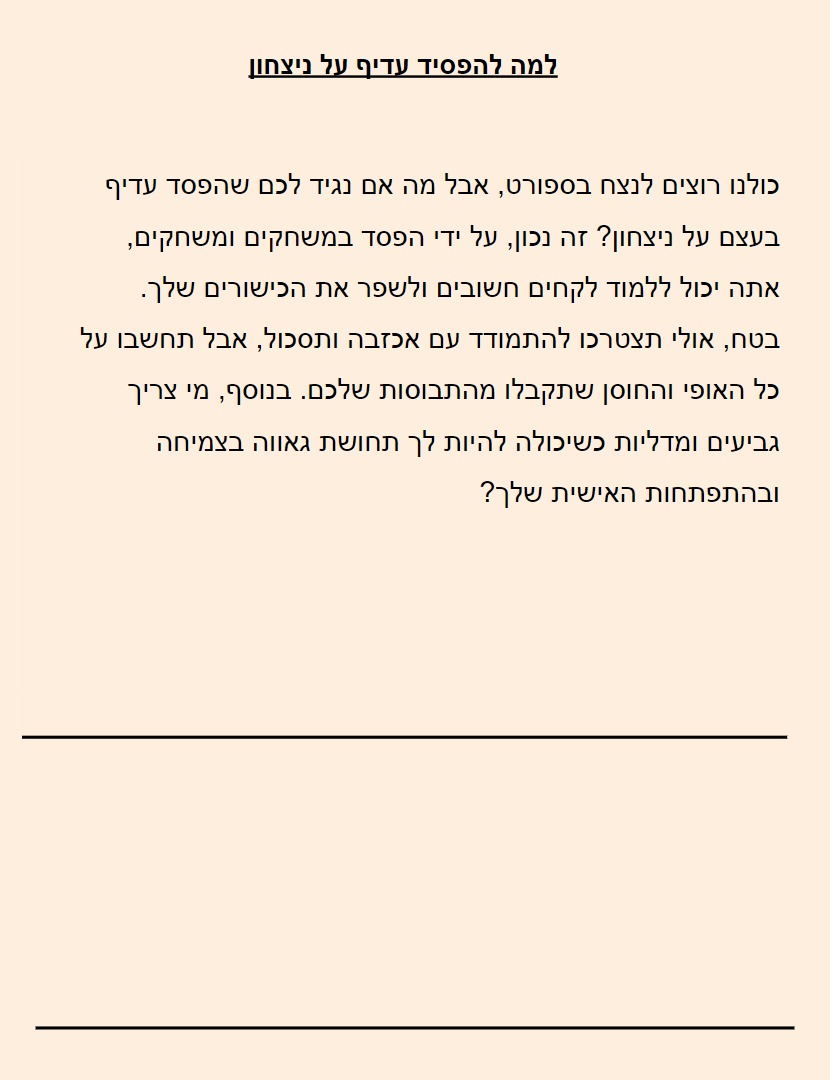 למה להפסיד עדיף על ניצחון
כולנו רוצים לנצח בספורט, אבל מה אם נגיד לכם שהפסד עדיף
בעצם על ניצחון? זה נכון, על ידי הפסד במשחקים ומשחקים,
אתה יכול ללמוד לקחים חשובים ולשפר את הכישורים שלך.
בטח, אולי תצטרכו להתמודד עם אכזבה ותסכול, אבל תחשבו על
כל האופי והחוסן שתקבלו מהתבוסות שלכם. בנוסף, מי צריך
גביעים ומדליות כשיכולה להיות לך תחושת גאווה בצמיחה
ובהתפתחות האישית שלך?